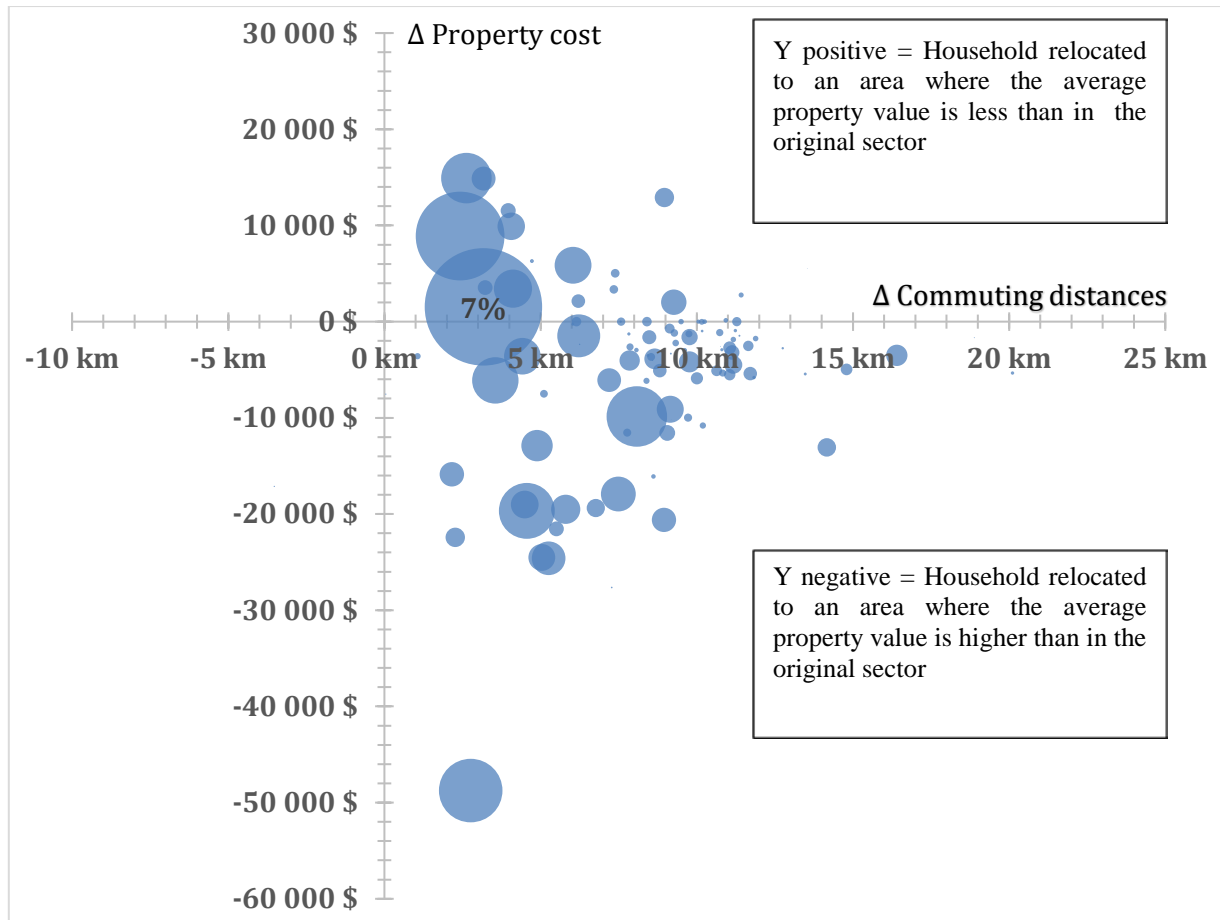 30 000 $
Δ Property cost
Y positive = Household relocated
to an area where the average
property value is less than in the
original sector
20 000 $
10 000 $
Δ Commuting distances
7%
0 $
-10 km
-5 km
0 km
5 km
10 km
15 km
20 km
25 km
-10 000 $
-20 000 $
Y negative = Household relocated
to an area where the average
property value is higher than in the
original sector
-30 000 $
-40 000 $
-50 000 $
-60 000 $